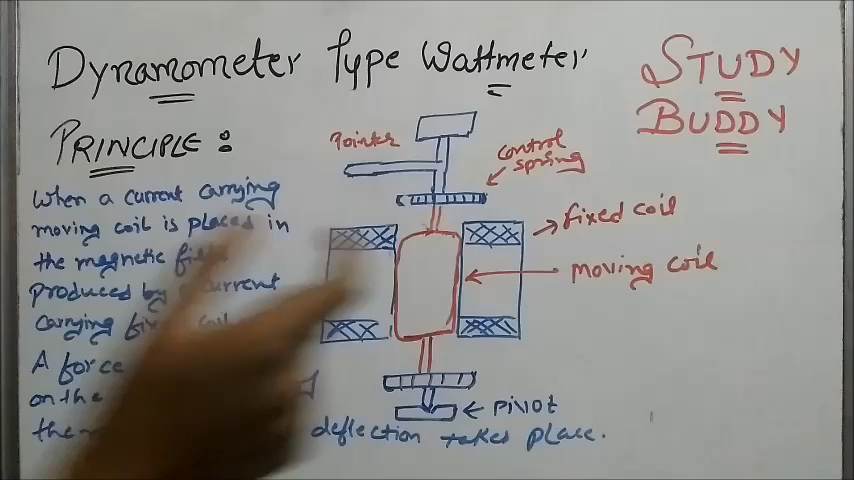 Dynamometer Type Wattmeter
STUDY
BUDDY
PRINCIPLE :
When a current carrying
moving coil is placed in
the magnetic
produced by current
carrying
A force
on the
the deflection takes place.
Pointer
control
spring
fixed coil
moving coil
PIVOT